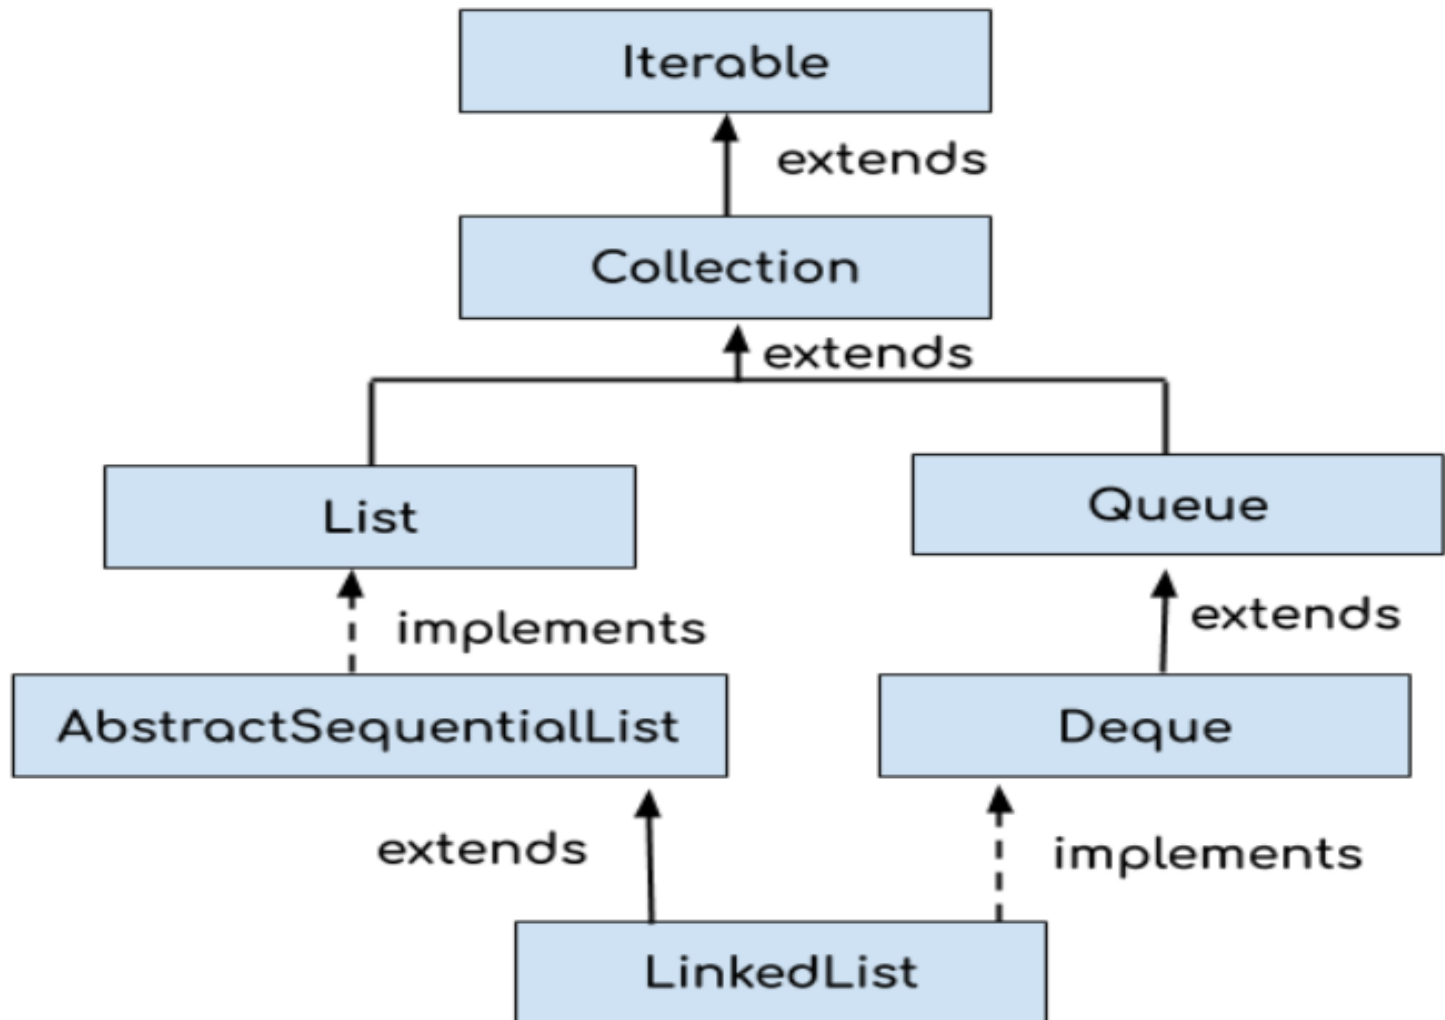 Iterable
extends
Collection
extends
List
Queue
implements
extends
AbstractSequentialList
Deque
extends
implements
LinkedList